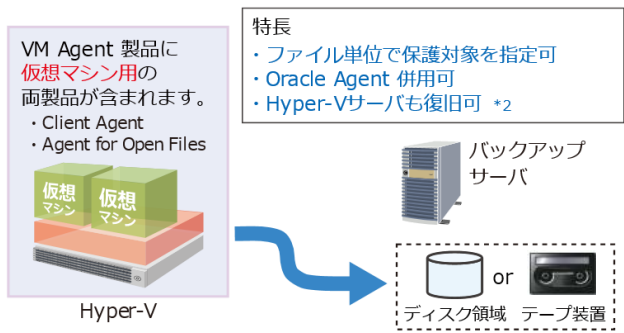 VM Agent 製品に
仮想マシン用の
両製品が含まれます。
・Client Agent
・Agent for Open Files
仮想
マシン
仮想
マシン
Hyper-V
特長
・ファイル単位で保護対象を指定可
・Oracle Agent 併用可
・Hyper-Vサーバも復旧可 *2
バックアップ
サーバ
or
ディスク領域 テープ装置